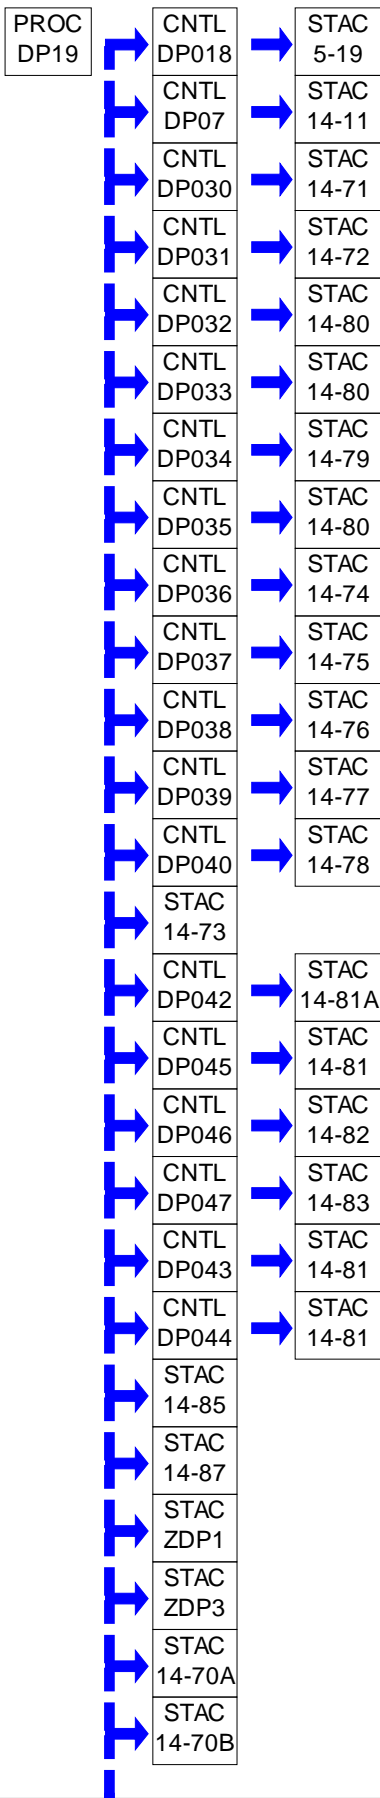 PROC
DP19
CNTL
DP018
STAC
5-19
CNTL
DP07
STAC
14-11
CNTL
DP030
STAC
14-71
CNTL
DP031
STAC
14-72
CNTL
DP032
STAC
14-80
CNTL
DP033
STAC
14-80
CNTL
DP034
STAC
14-79
CNTL
DP035
STAC
14-80
CNTL
DP036
STAC
14-74
CNTL
DP037
STAC
14-75
CNTL
DP038
STAC
14-76
CNTL
DP039
STAC
14-77
CNTL
DP040
STAC
14-78
STAC
14-73
CNTL
DP042
STAC
14-81A
CNTL
DP045
STAC
14-81
CNTL
DP046
STAC
14-82
CNTL
DP047
STAC
14-83
CNTL
DP043
STAC
14-81
CNTL
DP044
STAC
14-81
STAC
14-85
STAC
14-87
STAC
ZDP1
STAC
ZDP3
STAC
14-70A
STAC
14-70B